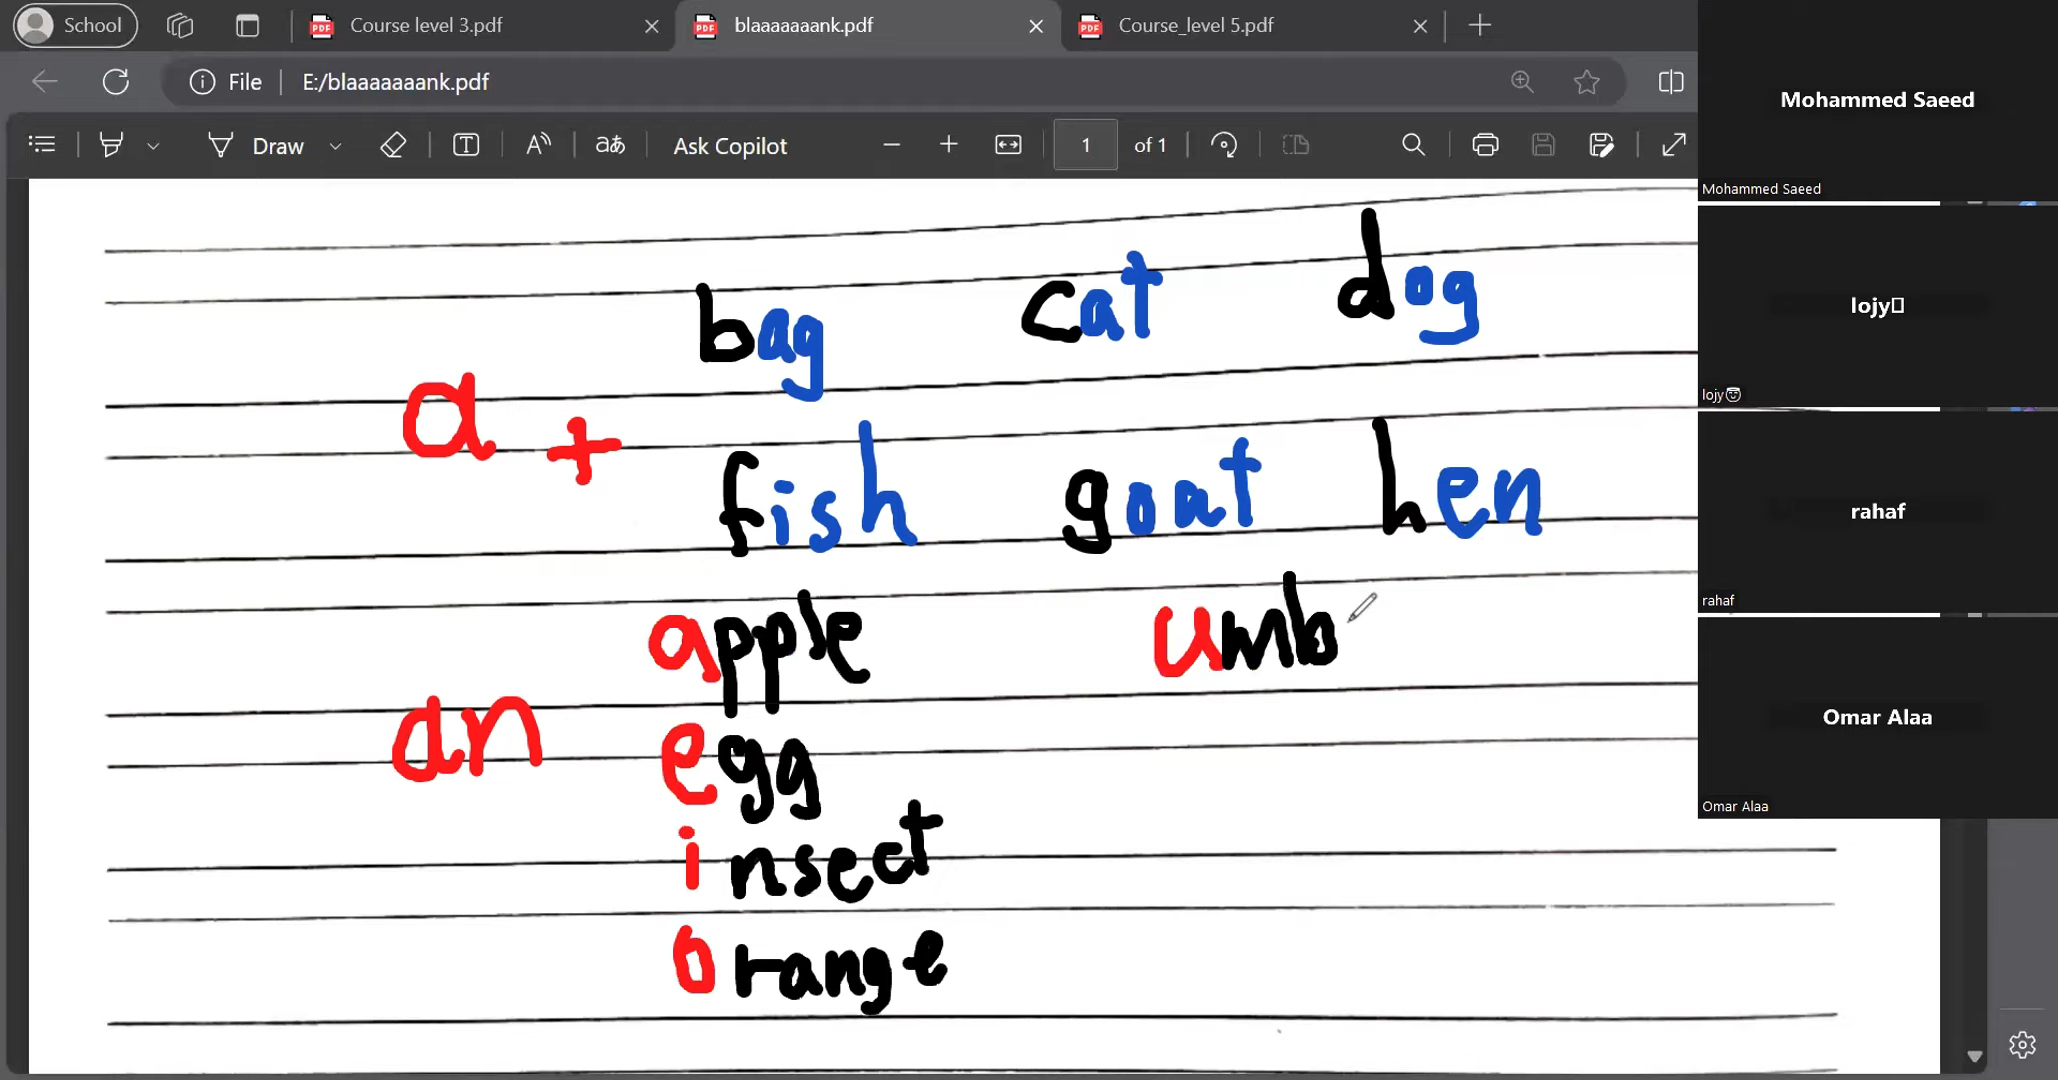 School
Course level 3.pdf
blaaaaaaank.pdf
Course_level 5.pdf
File E:/blaaaaaaank.pdf
Draw
Ask Copilot
1 of 1
bag cat dog
a +
fish goat hen
apple umb
an
egg
insect
orange
Mohammed Saeed
Mohammed Saeed
lojy
lojy😇
rahaf
rahaf
Omar Alaa
Omar Alaa